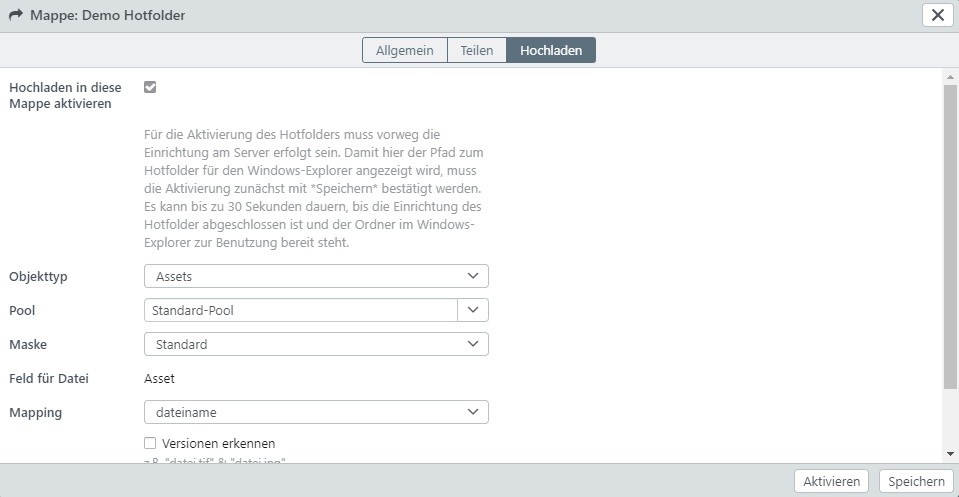 Mappe: Demo Hotfolder
Allgemein
Teilen
Hochladen
Hochladen in diese
Mappe aktivieren
Für die Aktivierung des Hotfolders muss vorweg die
Einrichtung am Server erfolgt sein. Damit hier der Pfad zum
Hotfolder für den Windows-Explorer angezeigt wird, muss
die Aktivierung zunächst mit *Speichern* bestätigt werden.
Es kann bis zu 30 Sekunden dauern, bis die Einrichtung des
Hotfolder abgeschlossen ist und der Ordner im Windows-
Explorer zur Benutzung bereit steht.
Objekttyp
Assets
Pool
Standard-Pool
Maske
Standard
Feld für Datei
Asset
Mapping
dateiname
Versionen erkennen
z.B. "datei.tif" & "datei.jpg"
Aktivieren
Speichern